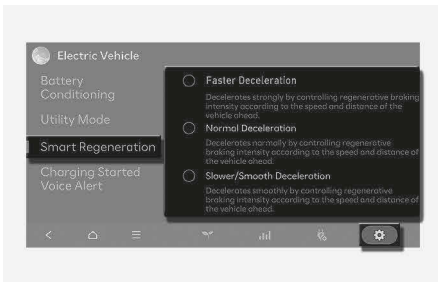 Electric Vehicle
Battery
Conditioning
Utility Mode
Smart Regeneration
Charging Started
Voice Alert
Faster Deceleration
Decelerates strongly by controlling regenerative braking
intensity according to the speed and distance of the
vehicle ahead.
Normal Deceleration
Decelerates normally by controlling regenerative
braking intensity according to the speed and distance of
the vehicle ahead.
Slower/Smooth Deceleration
Decelerates smoothly by controlling regenerative
braking intensity according to the speed and distance of
the vehicle ahead.